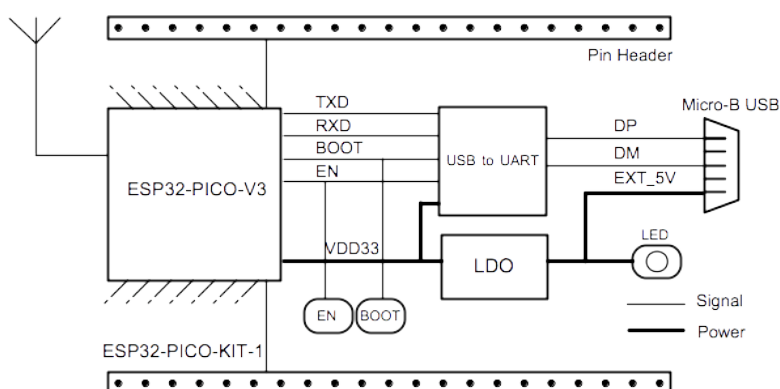 Pin Header
Micro-B USB
TXD
RXD
BOOT
EN
USB to UART
DP
DM
EXT_5V
ESP32-PICO-V3
VDD33
LDO
LED
EN
BOOT
Signal
Power
ESP32-PICO-KIT-1